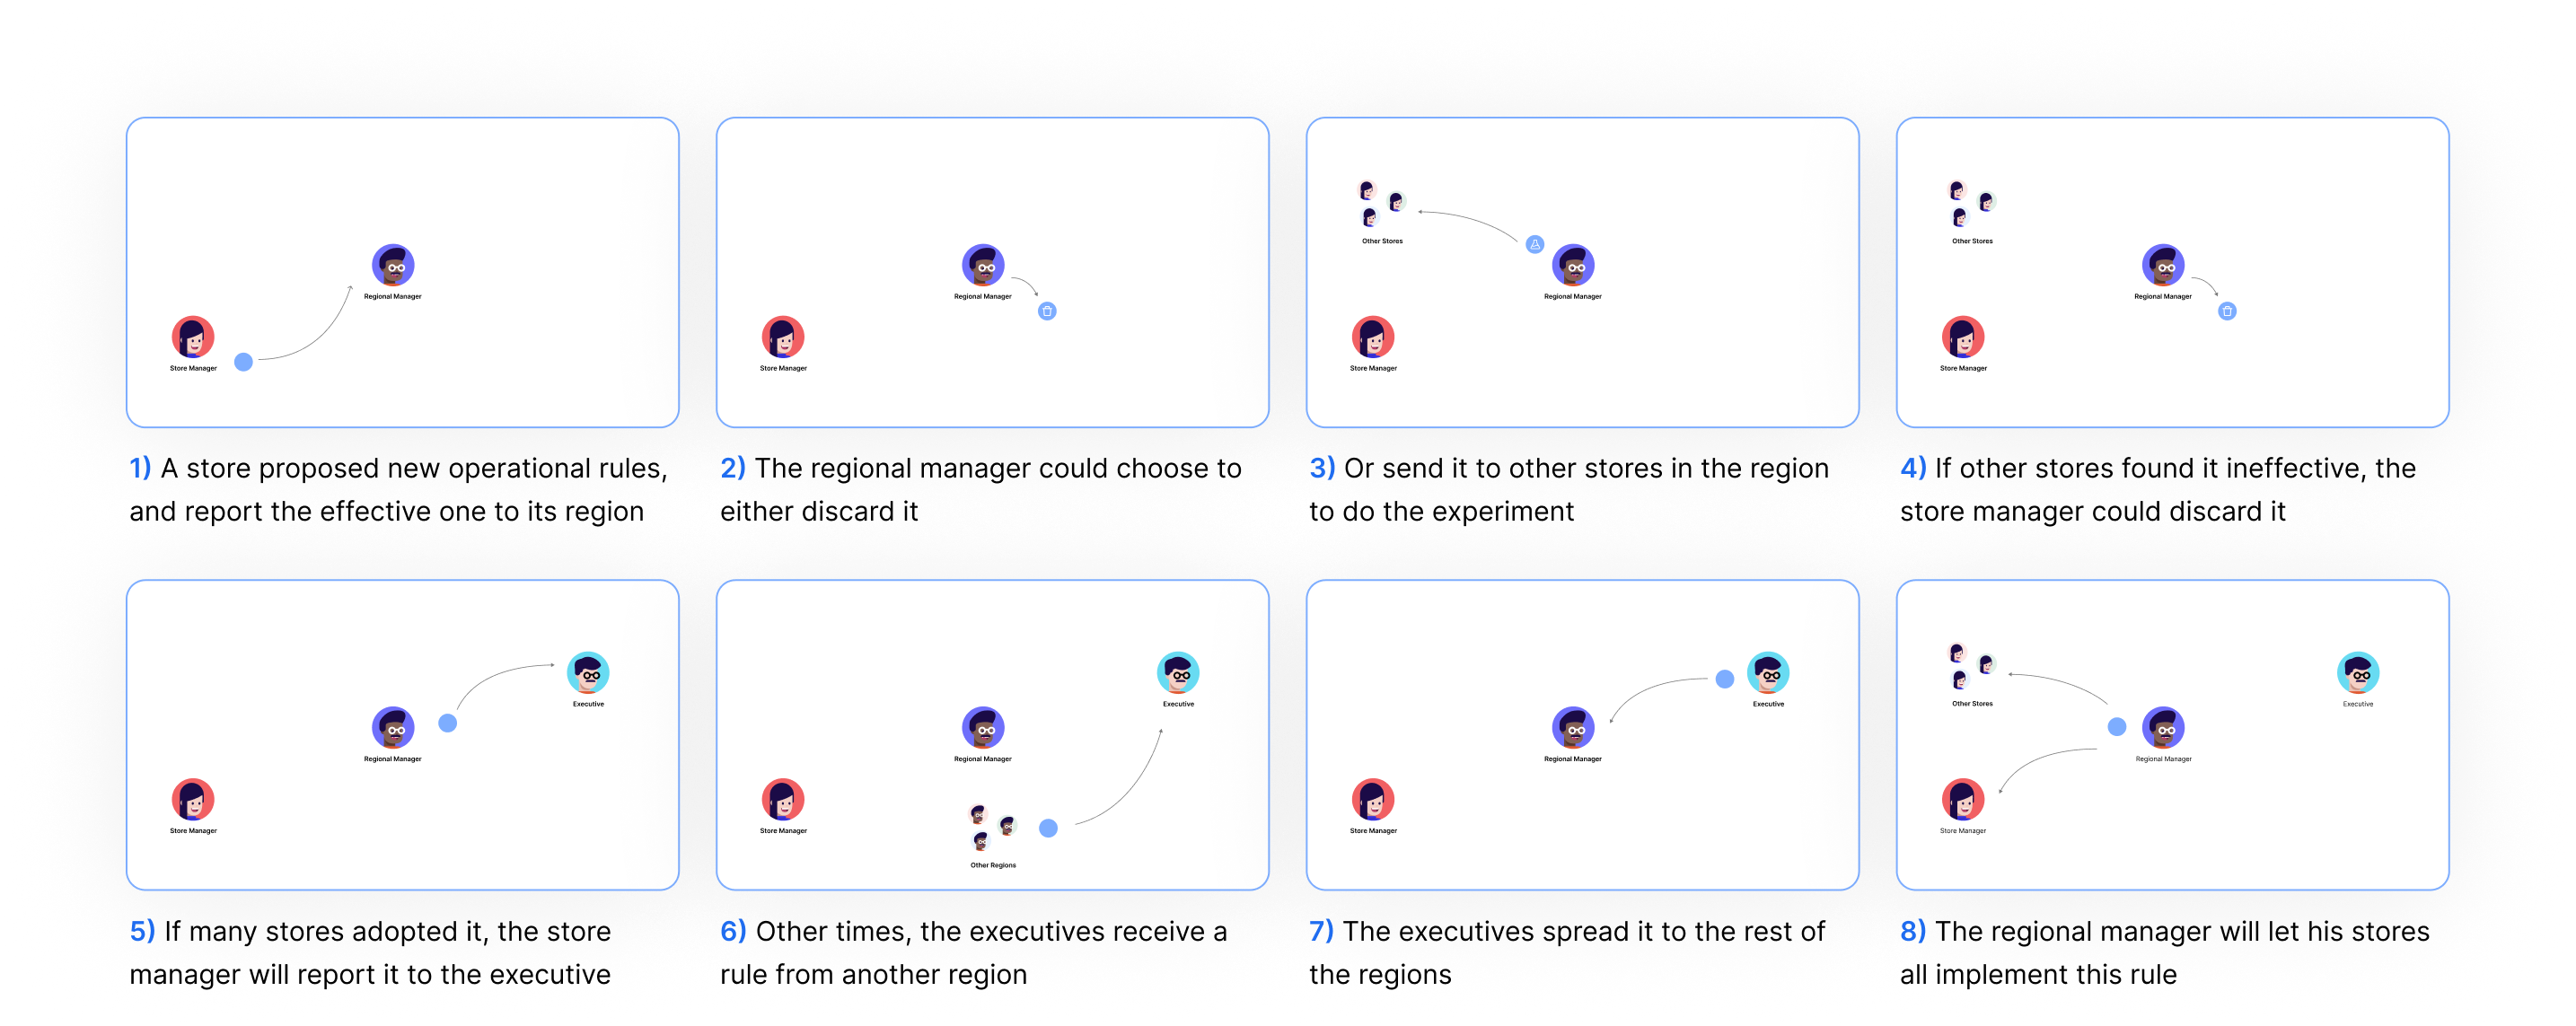 Regional Manager
Store Manager
1) A store proposed new operational rules,
and report the effective one to its region
Regional Manager
Store Manager
2) The regional manager could choose to
either discard it
Other Stores
Regional Manager
Store Manager
3) Or send it to other stores in the region
to do the experiment
Other Stores
Regional Manager
Store Manager
4) If other stores found it ineffective, the
store manager could discard it
Executive
Regional Manager
Store Manager
5) If many stores adopted it, the store
manager will report it to the executive
Executive
Regional Manager
Store Manager
Other Regions
6) Other times, the executives receive a
rule from another region
Executive
Regional Manager
Store Manager
7) The executives spread it to the rest of
the regions
Other Stores
Executive
Regional Manager
Store Manager
8) The regional manager will let his stores
all implement this rule